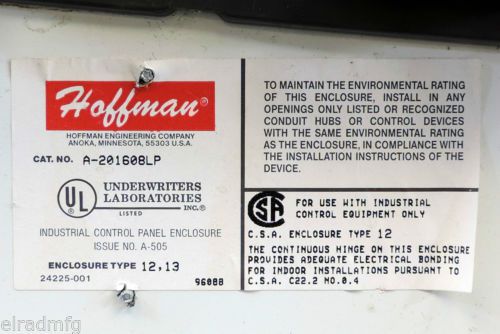 Hoffman®
HOFFMAN ENGINEERING COMPANY
ANOKA, MINNESOTA, 55303 U.S.A.
CAT. NO. A-201608LP
UL
UNDERWRITERS
LABORATORIES
INC.®
LISTED
INDUSTRIAL CONTROL PANEL ENCLOSURE
ISSUE NO. A-505
ENCLOSURE TYPE 12,13
24225-001
9608B
TO MAINTAIN THE ENVIRONMENTAL RATING
OF THIS ENCLOSURE, INSTALL IN ANY
OPENINGS ONLY LISTED OR RECOGNIZED
CONDUIT HUBS OR CONTROL DEVICES
WITH THE SAME ENVIRONMENTAL RATING
AS THE ENCLOSURE, IN COMPLIANCE WITH
THE INSTALLATION INSTRUCTIONS OF THE
DEVICE.
SA
FOR USE WITH INDUSTRIAL
CONTROL EQUIPMENT ONLY
C.S.A. ENCLOSURE TYPE 12
THE CONTINUOUS HINGE ON THIS ENCLOSURE
PROVIDES ADEQUATE ELECTRICAL BONDING
FOR INDOOR INSTALLATIONS PURSUANT TO
C.S.A. C22.2 NO.0.4
elradmfg